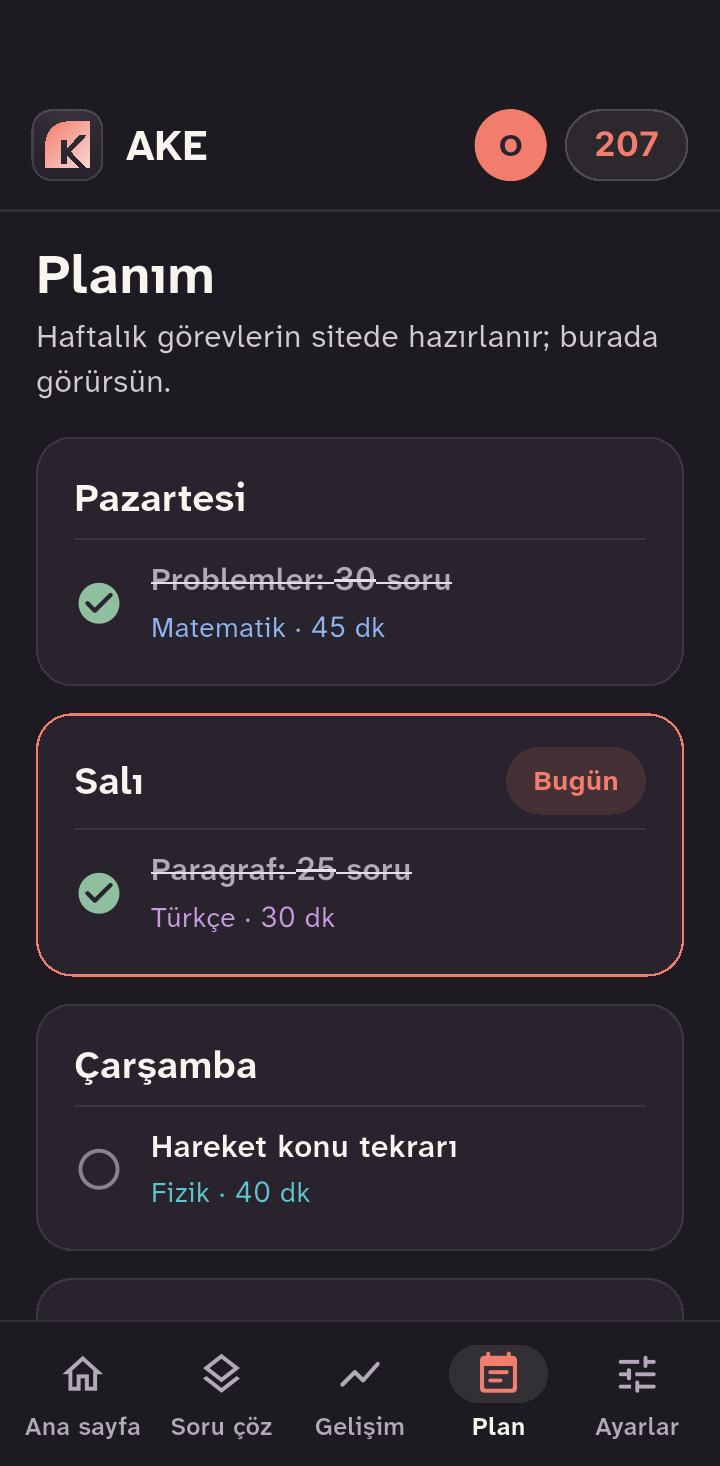 K AKE O 207
Planım
Haftalık görevlerin sitede hazırlanır; burada
görürsün.
Pazartesi
Problemler: 30 soru
Matematik · 45 dk
Salı Bugün
Paragraf: 25 soru
Türkçe · 30 dk
Çarşamba
Hareket konu tekrarı
Fizik · 40 dk
Ana sayfa Soru çöz Gelişim Plan Ayarlar